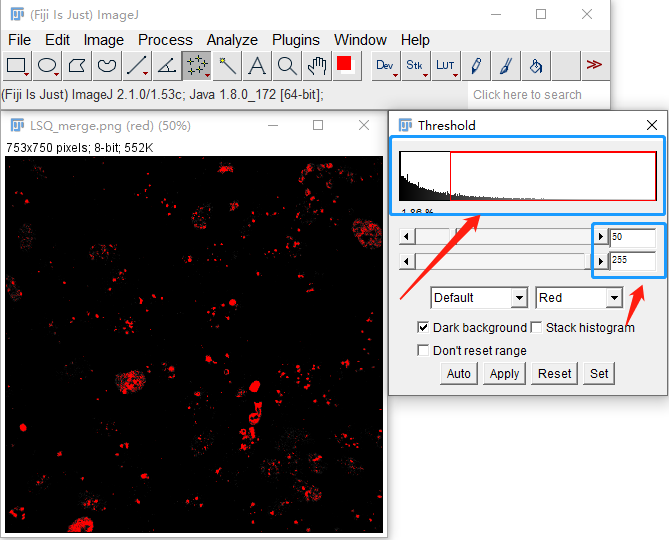 (Fiji Is Just) ImageJ
File Edit Image Process Analyze Plugins Window Help
Dev Stk LUT >>
(Fiji Is Just) ImageJ 2.1.0/1.53c; Java 1.8.0_172 [64-bit];
Click here to search
LSQ_merge.png (red) (50%)
753x750 pixels; 8-bit; 552K
Threshold
50
255
Default Red
Dark background Stack histogram
Don't reset range
Auto Apply Reset Set